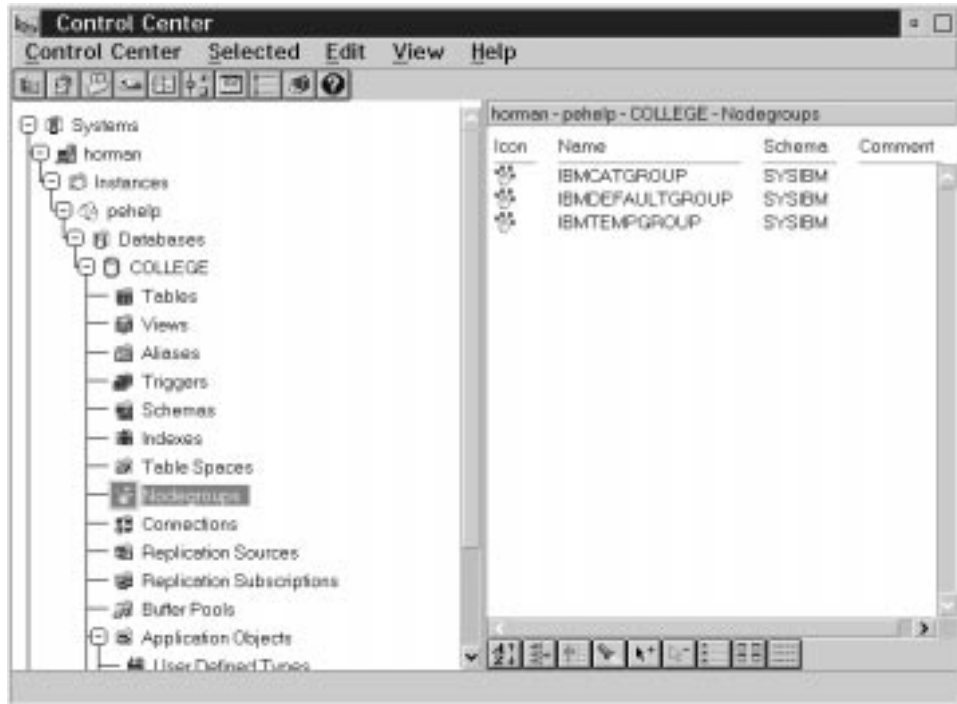 Control Center
Control Center Selected Edit View Help
Systems
horman
Instances
pehelp
Databases
COLLEGE
Tables
Views
Aliases
Triggers
Schemas
Indexes
Table Spaces
Nodegroups
Connections
Replication Sources
Replication Subscriptions
Buffer Pools
Application Objects
User Defined Types
horman - pehelp - COLLEGE - Nodegroups
Icon Name Schema Comment
IBMCATGROUP SYSIBM
IBMDEFAULTGROUP SYSIBM
IBMTEMPGROUP SYSIBM